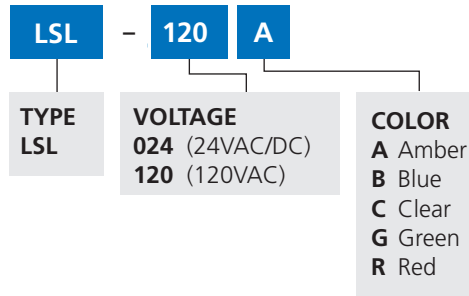 LSL – 120 A
TYPE
LSL
VOLTAGE
024 (24VAC/DC)
120 (120VAC)
COLOR
A Amber
B Blue
C Clear
G Green
R Red